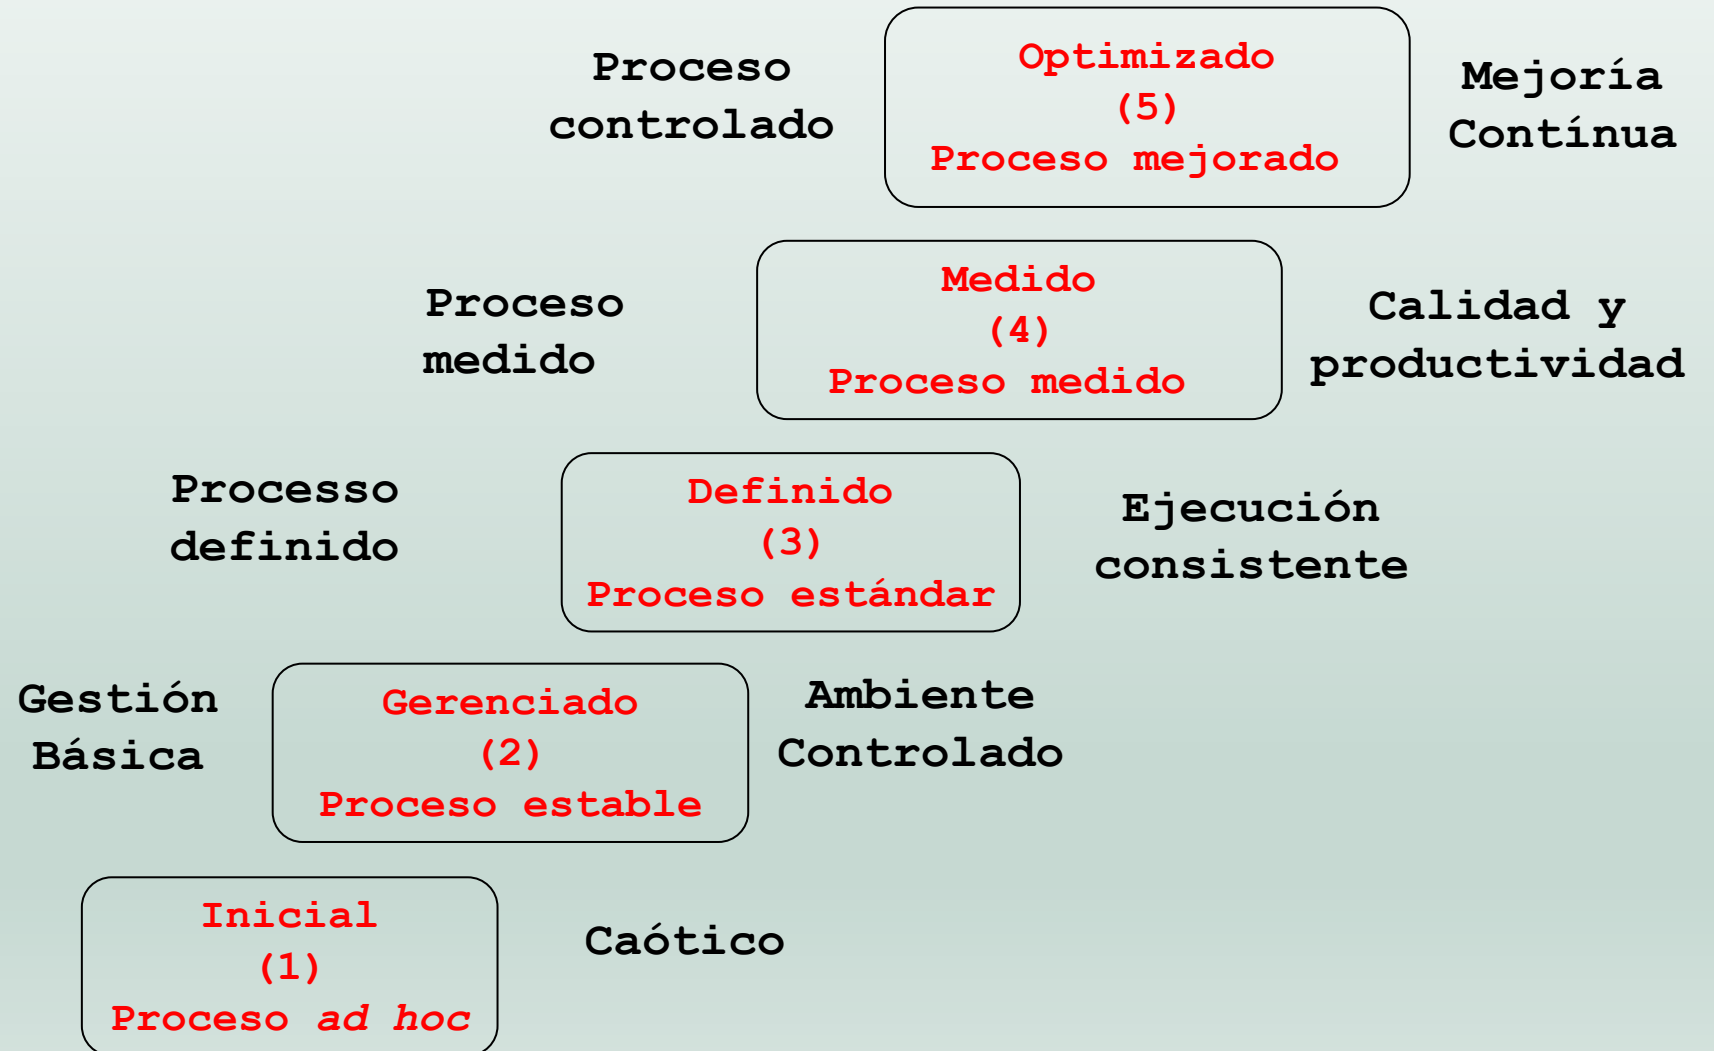 Proceso
controlado
Optimizado
(5)
Proceso mejorado
Mejoría
Contínua
Proceso
medido
Medido
(4)
Proceso medido
Calidad y
productividad
Processo
definido
Definido
(3)
Proceso estándar
Ejecución
consistente
Gestión
Básica
Gerenciado
(2)
Proceso estable
Ambiente
Controlado
Inicial
(1)
Proceso ad hoc
Caótico